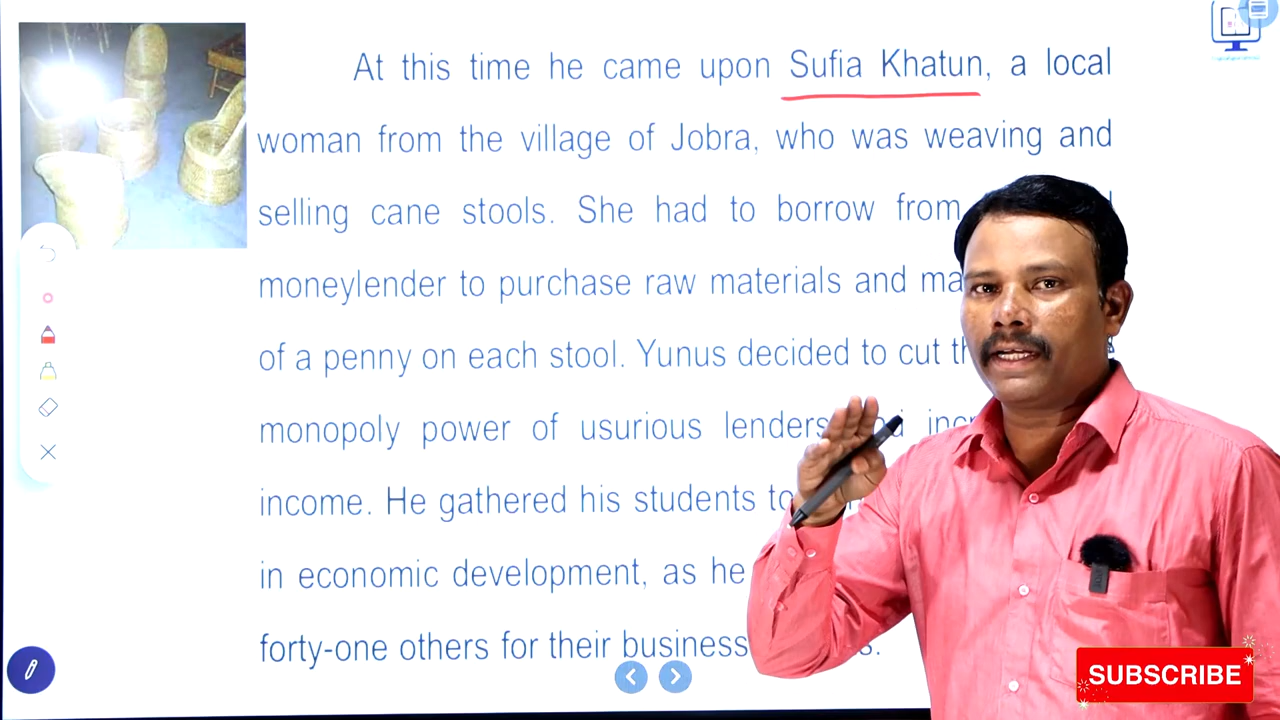 At this time he came upon Sufia Khatun, a local
woman from the village of Jobra, who was weaving and
selling cane stools. She had to borrow from
moneylender to purchase raw materials and
of a penny on each stool. Yunus decided to cut
monopoly power of usurious lenders
income. He gathered his students to
in economic development, as he
forty-one others for their business
SUBSCRIBE